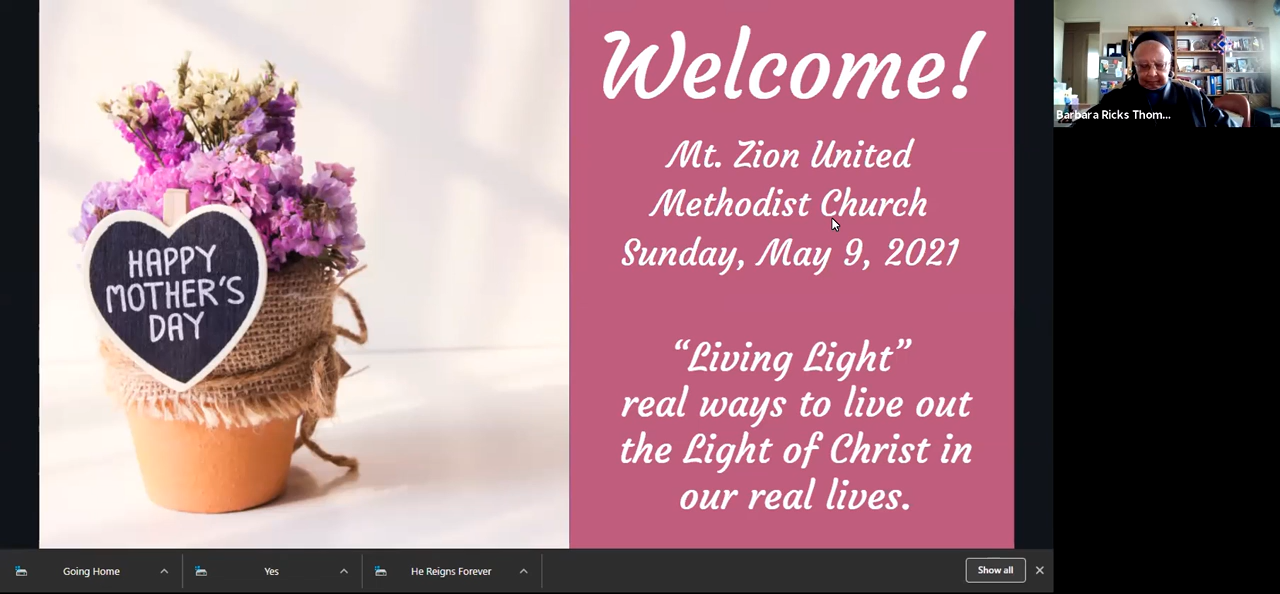 Welcome!
Mt. Zion United
Methodist Church
Sunday, May 9, 2021
“Living Light”
real ways to live out
the Light of Christ in
our real lives.
HAPPY
MOTHER'S
DAY
Barbara Ricks Thom...
Going Home
Yes
He Reigns Forever
Show all